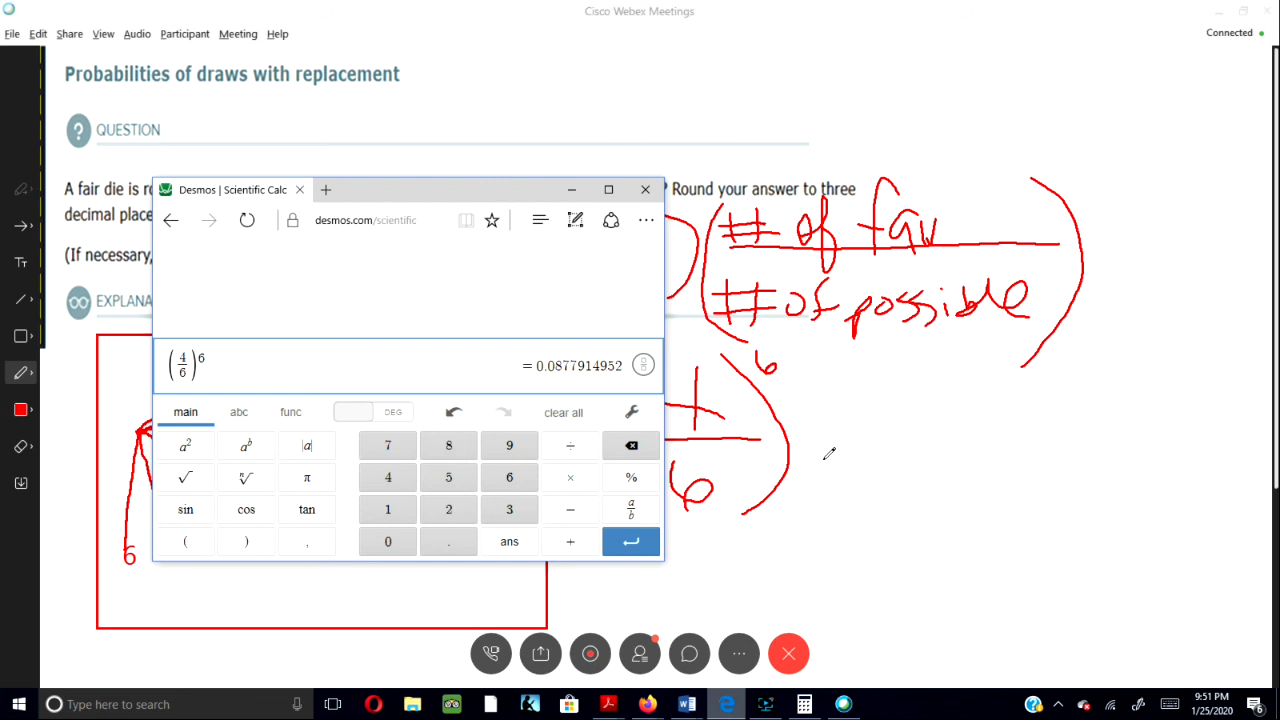 Cisco Webex Meetings
File Edit Share View Audio Participant Meeting Help
Connected
Probabilities of draws with replacement
? QUESTION
A fair die is ro ? Round your answer to three
decimal place
(If necessary,
EXPLANA
Desmos | Scientific Calc
desmos.com/scientific
(4/6)^6 = 0.0877914952
main abc func DEG clear all
a² a^b |a| 7 8 9 ÷
√ ⁿ√ π 4 5 6 × %
sin cos tan 1 2 3 − a/b
( ) , 0 . ans +
# of fav
# of possible
6
4
6
6
Type here to search
9:51 PM
1/25/2020
6